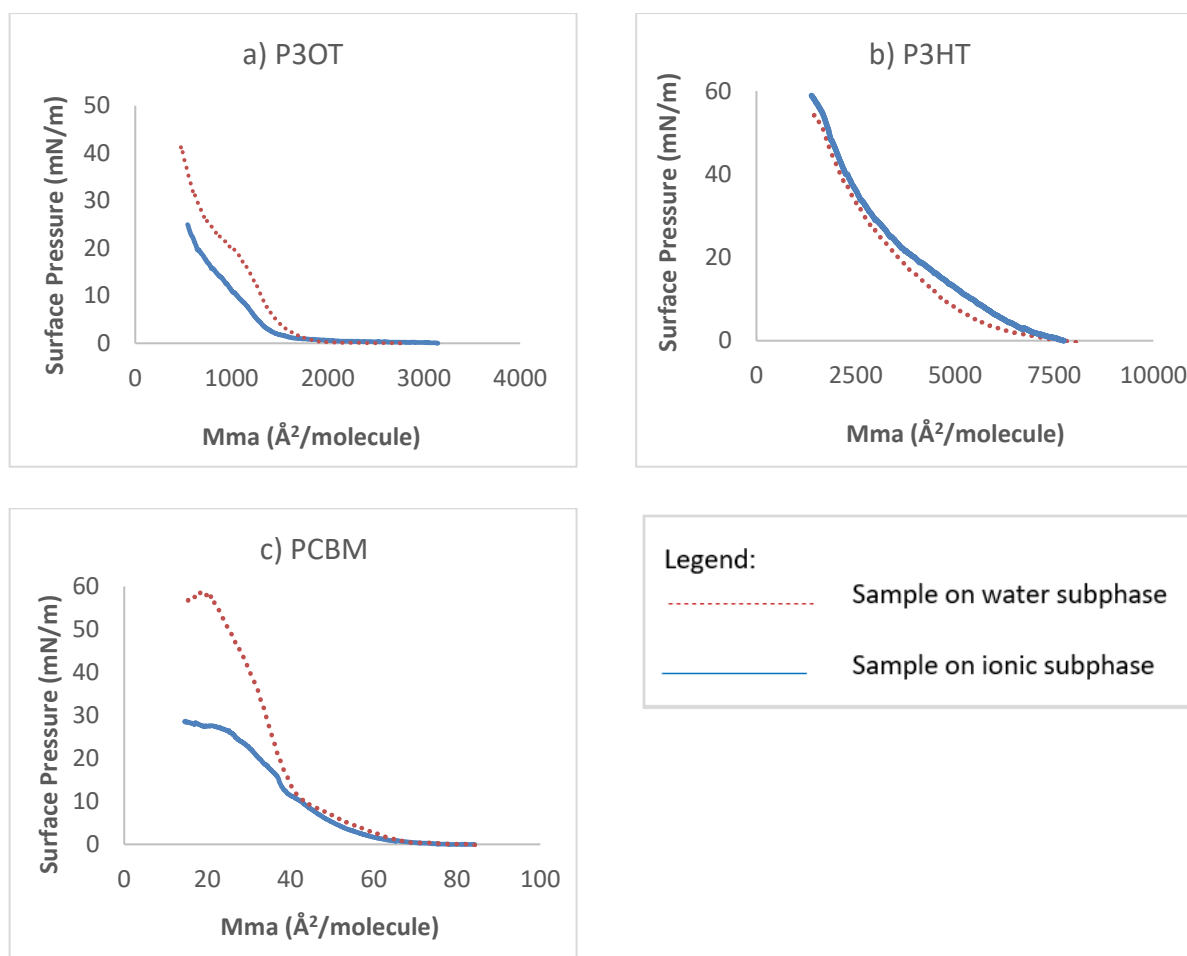 a) P3OT
Surface Pressure (mN/m)
50
40
30
20
10
0
0 1000 2000 3000 4000
Mma (Å²/molecule)
b) P3HT
Surface Pressure (mN/m)
60
40
20
0
0 2500 5000 7500 10000
Mma (Å²/molecule)
c) PCBM
Surface Pressure (mN/m)
60
50
40
30
20
10
0
0 20 40 60 80 100
Mma (Å²/molecule)
Legend:
Sample on water subphase
Sample on ionic subphase